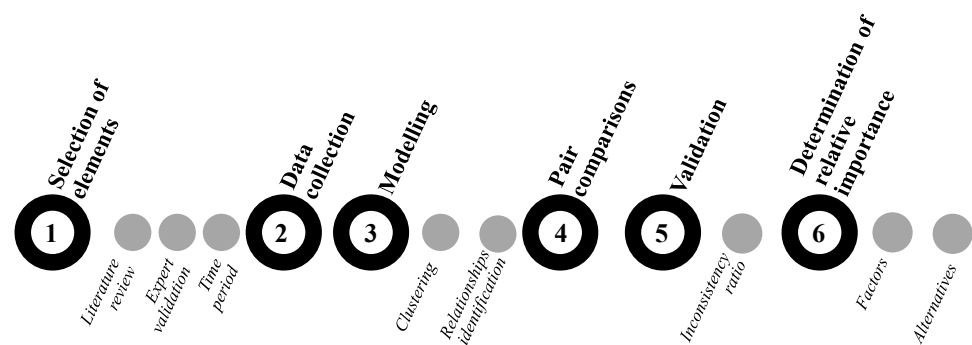 Selection of
elements
1
Literature
review
Expert
validation
Time
period
Data
collection
2
Modelling
3
Clustering
Relationships
identification
Pair
comparisons
4
Validation
5
Inconsistency
ratio
Determination of
relative
importance
6
Factors
Alternatives